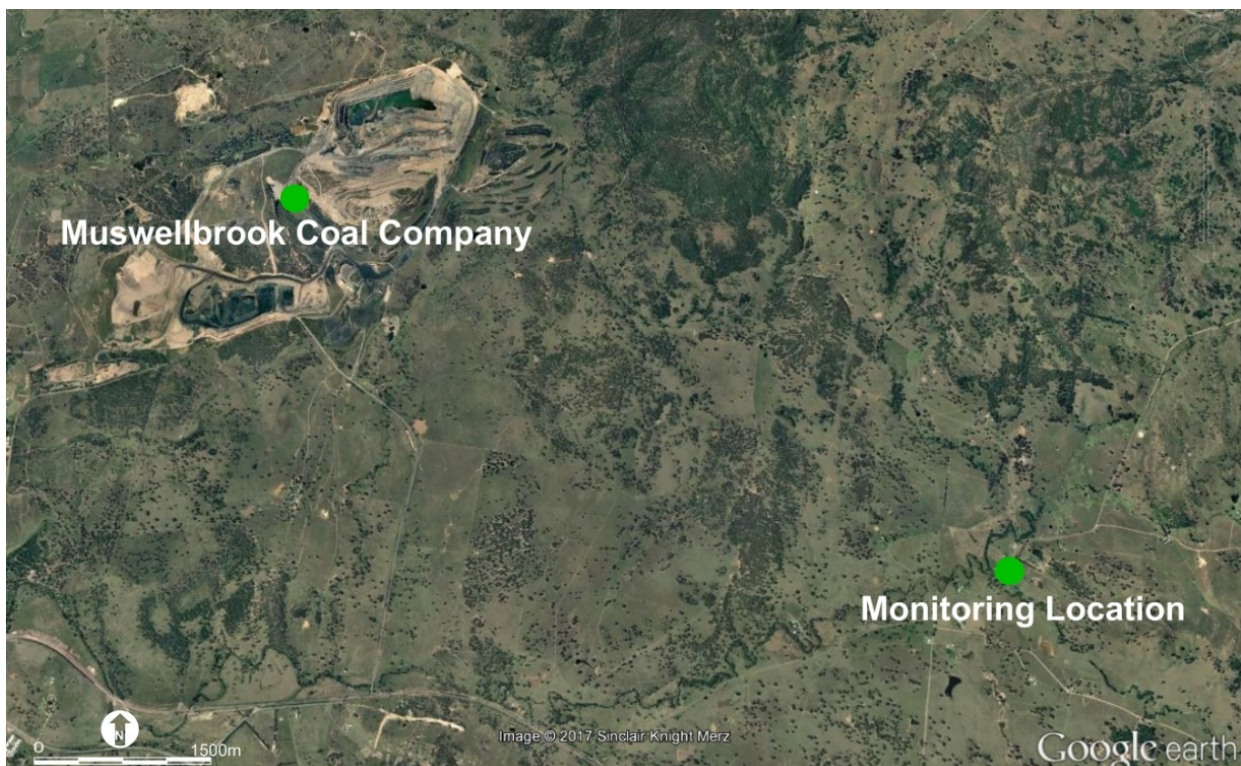 Muswellbrook Coal Company
Monitoring Location
N
0 1500m
Image © 2017 Sinclair Knight Merz
Google earth